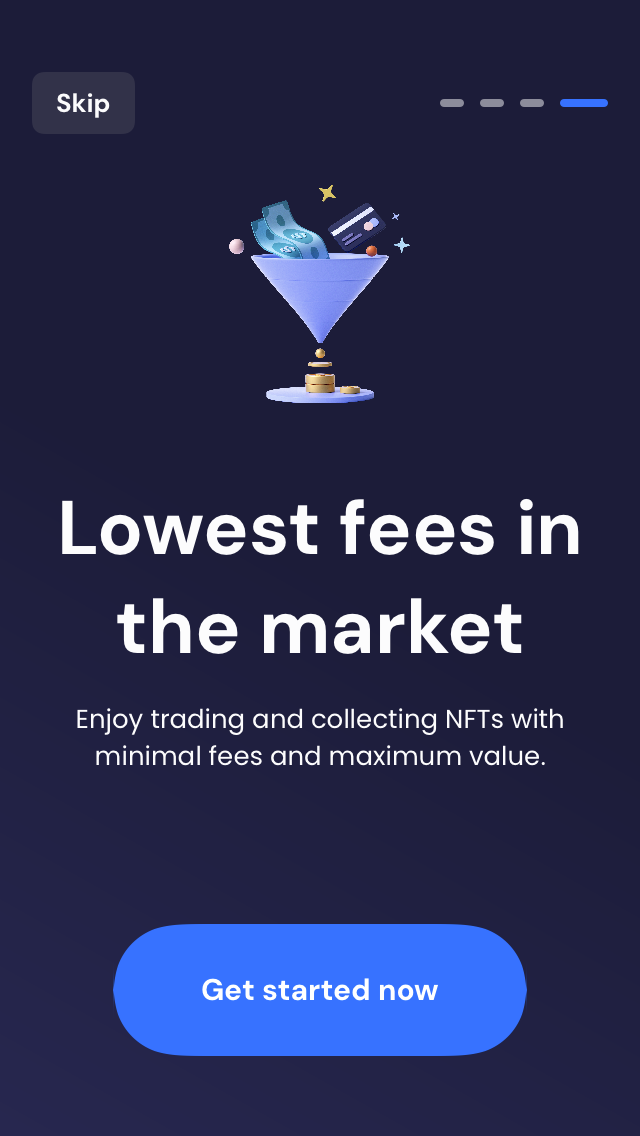 Skip
Lowest fees in
the market
Enjoy trading and collecting NFTs with
minimal fees and maximum value.
Get started now